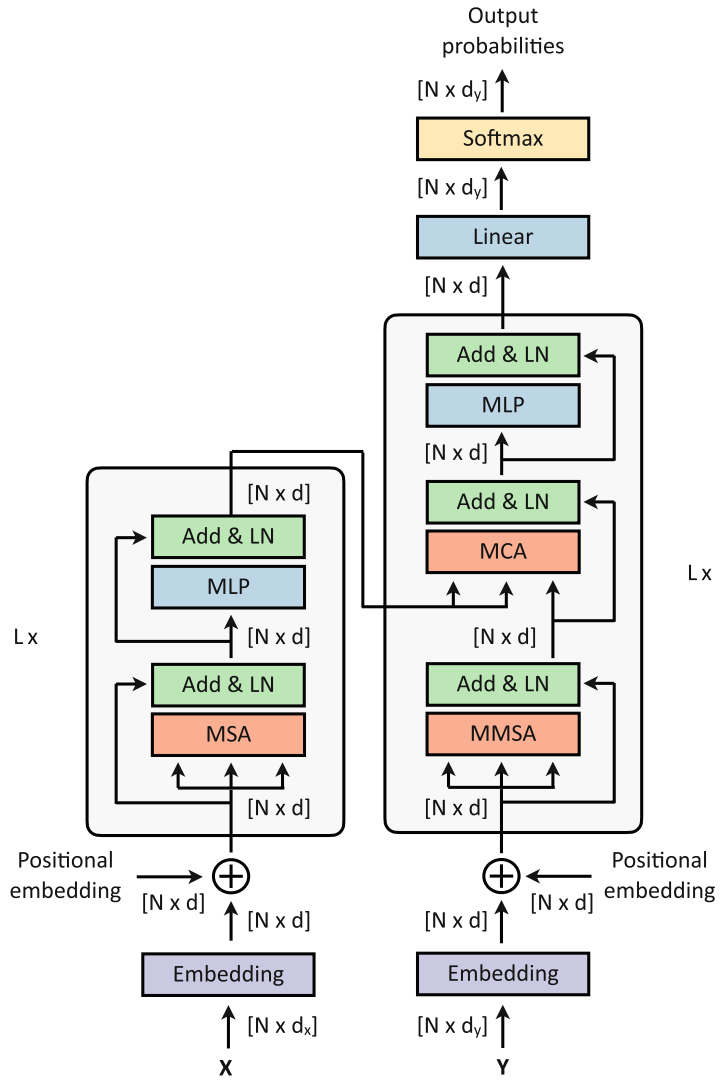 Output
probabilities
[N x dy]
Softmax
[N x dy]
Linear
[N x d]
Add & LN
MLP
[N x d]
Add & LN
MCA
L x
[N x d]
Add & LN
MMSA
[N x d]
Positional
embedding
[N x d]
[N x d]
Embedding
[N x dy]
Y
[N x d]
Add & LN
MLP
L x
[N x d]
Add & LN
MSA
[N x d]
Positional
embedding
[N x d]
[N x d]
Embedding
[N x dx]
X